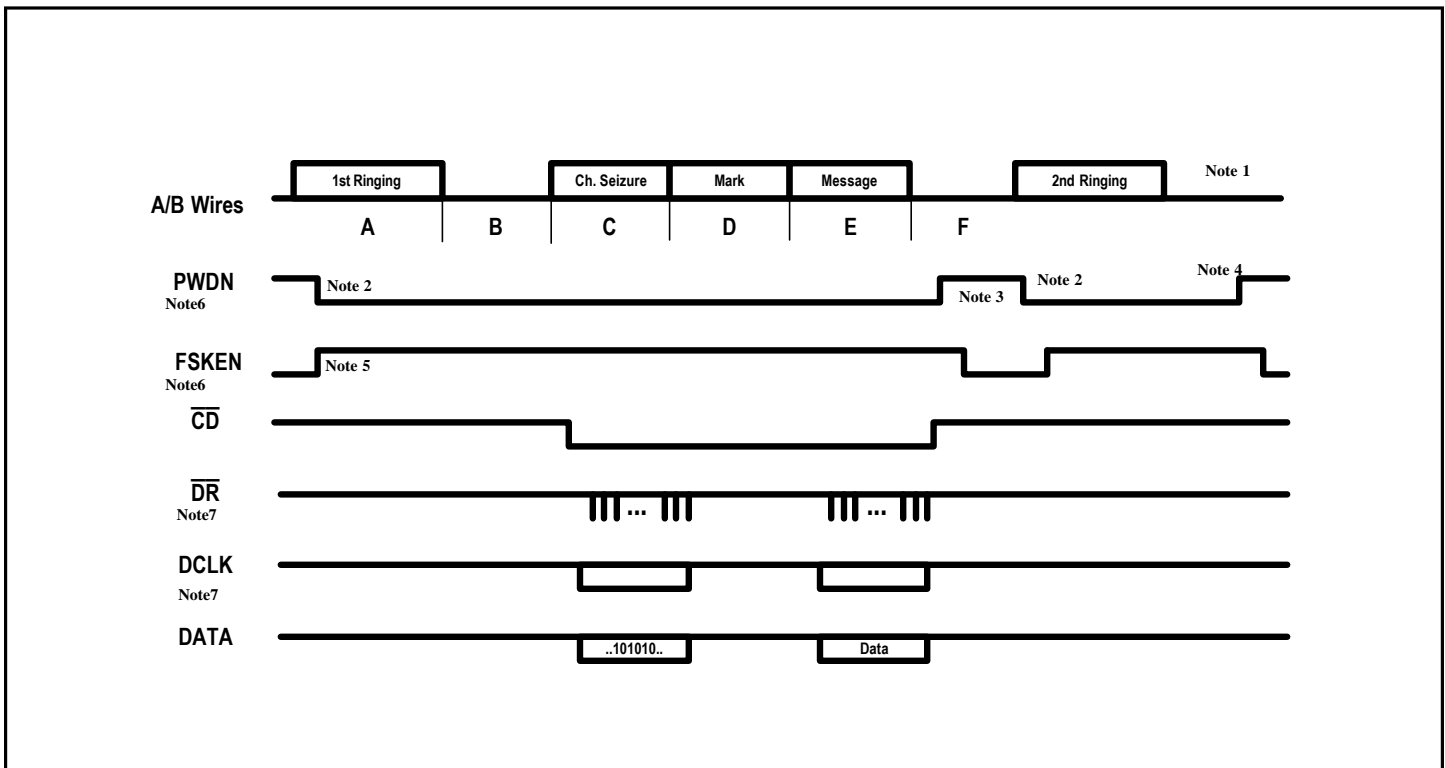 1st Ringing Ch. Seizure Mark Message 2nd Ringing Note 1
A/B Wires
A B C D E F
PWDN Note 2 Note 3 Note 2 Note 4
Note6
FSKEN Note 5
Note6
CD
DR
Note7
... ...
DCLK
Note7
DATA
..101010.. Data